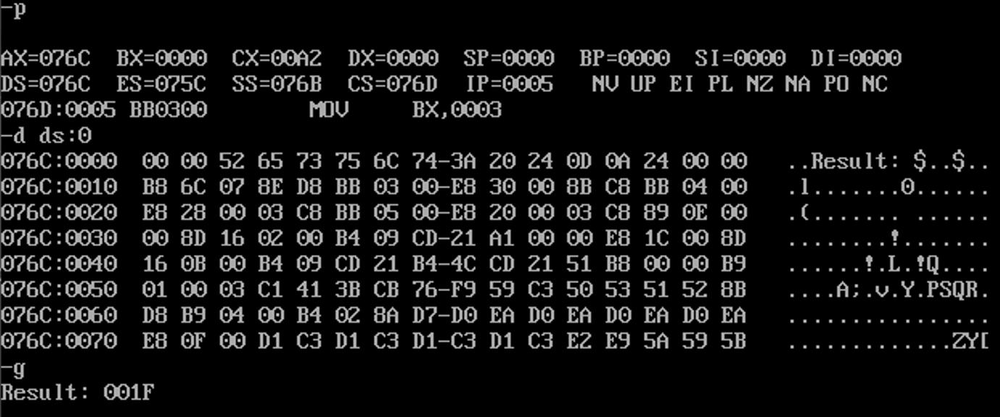 -p
AX=076C  BX=0000  CX=00A2  DX=0000  SP=0000  BP=0000  SI=0000  DI=0000
DS=076C  ES=075C  SS=076B  CS=076D  IP=0005   NV UP EI PL NZ NA PO NC
076D:0005 BB0300        MOV     BX,0003
-d ds:0
076C:0000  00 00 52 65 73 75 6C 74-3A 20 24 0D 0A 24 00 00   ..Result: $..$..
076C:0010  B8 6C 07 8E D8 BB 03 00-E8 30 00 8B C8 BB 04 00   .l.......0......
076C:0020  E8 28 00 03 C8 BB 05 00-E8 20 00 03 C8 89 0E 00   .(....... ......
076C:0030  00 8D 16 02 00 B4 09 CD-21 A1 00 00 E8 1C 00 8D   ........!.......
076C:0040  16 0B 00 B4 09 CD 21 B4-4C CD 21 51 B8 00 00 B9   ......!.L.!Q....
076C:0050  01 00 03 C1 41 3B CB 76-F9 59 C3 50 53 51 52 8B   ....A;.v.Y.PSQR.
076C:0060  D8 B9 04 00 B4 02 8A D7-D0 EA D0 EA D0 EA D0 EA   ................
076C:0070  E8 0F 00 D1 C3 D1 C3 D1-C3 D1 C3 E2 E9 5A 59 5B   .............ZY[
-g
Result: 001F